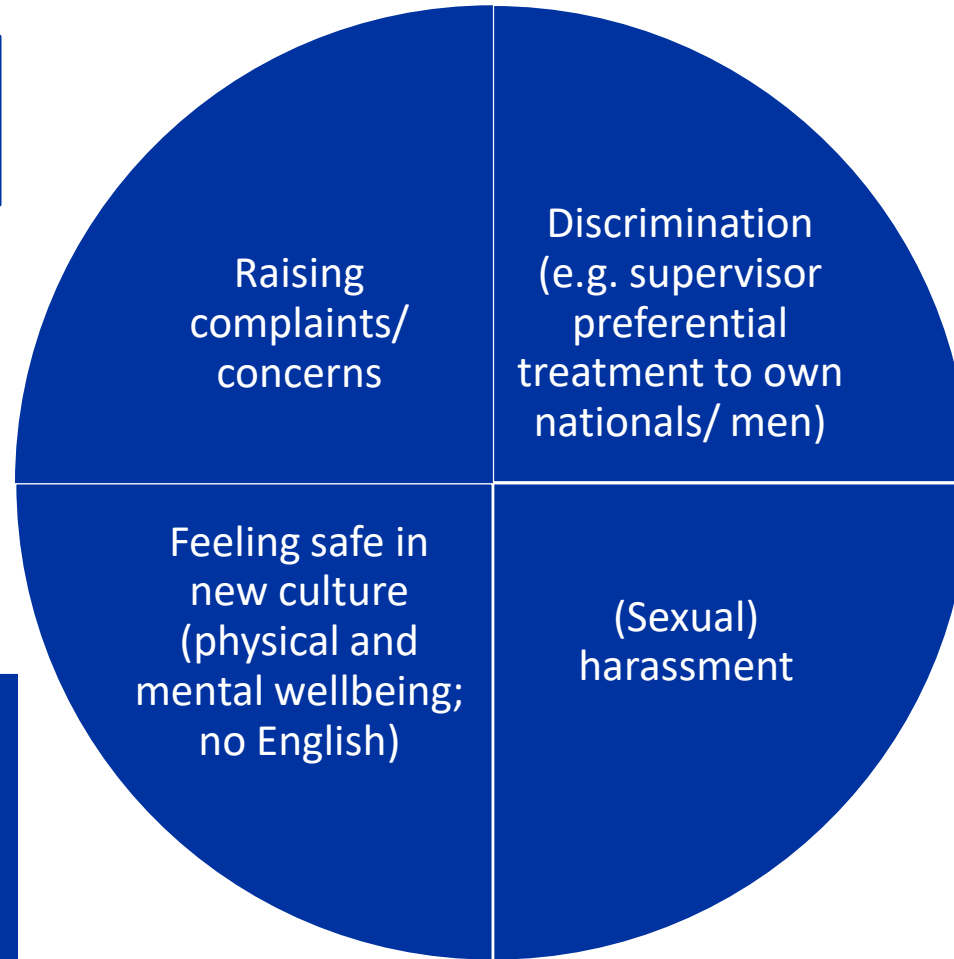 Raising
complaints/
concerns
Discrimination
(e.g. supervisor
preferential
treatment to own
nationals/ men)
Feeling safe in
new culture
(physical and
mental wellbeing;
no English)
(Sexual)
harassment